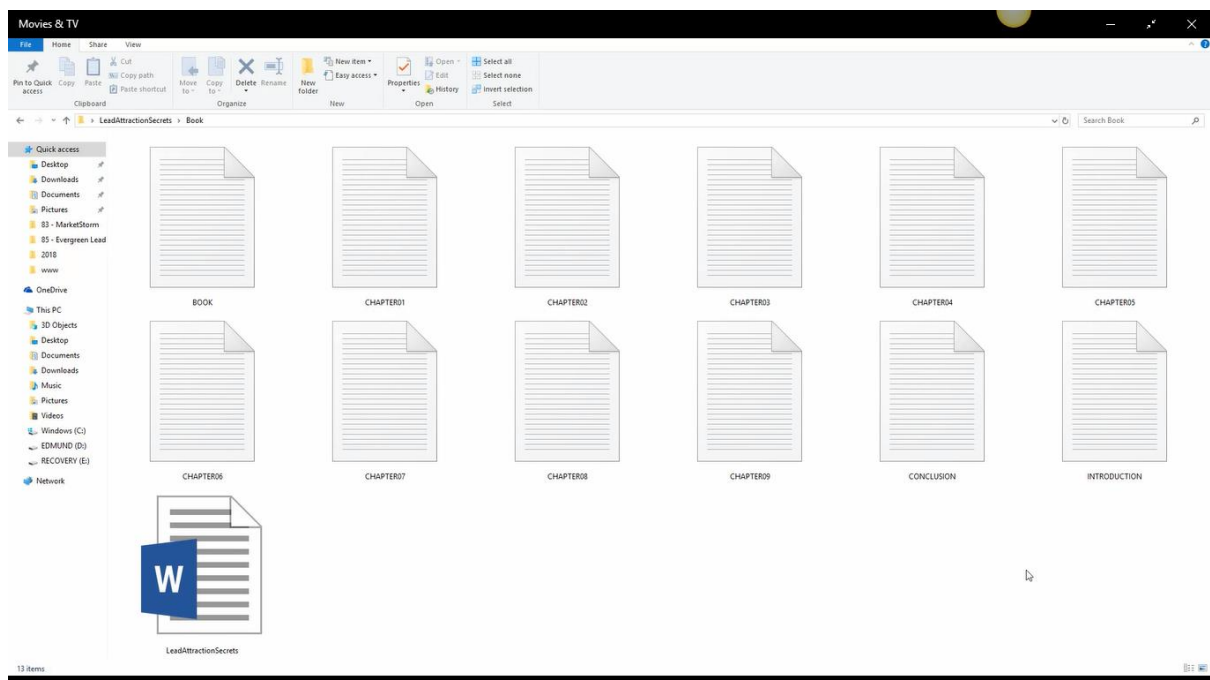 Movies & TV
File Home Share View
Pin to Quick access
Copy
Paste
Cut
Copy path
Paste shortcut
Move to
Copy to
Delete
Rename
New folder
New item
Easy access
Properties
Open
Edit
History
Select all
Select none
Invert selection
Clipboard Organize New Open Select
LeadAttractionSecrets > Book
Search Book
Quick access
Desktop
Downloads
Documents
Pictures
83 - MarketStorm
85 - Evergreen Lead
2018
www
OneDrive
This PC
3D Objects
Desktop
Documents
Downloads
Music
Pictures
Videos
Windows (C:)
EDMUND (D:)
RECOVERY (E:)
Network
BOOK CHAPTER01 CHAPTER02 CHAPTER03 CHAPTER04 CHAPTER05
CHAPTER06 CHAPTER07 CHAPTER08 CHAPTER09 CONCLUSION INTRODUCTION
W
LeadAttractionSecrets
13 items